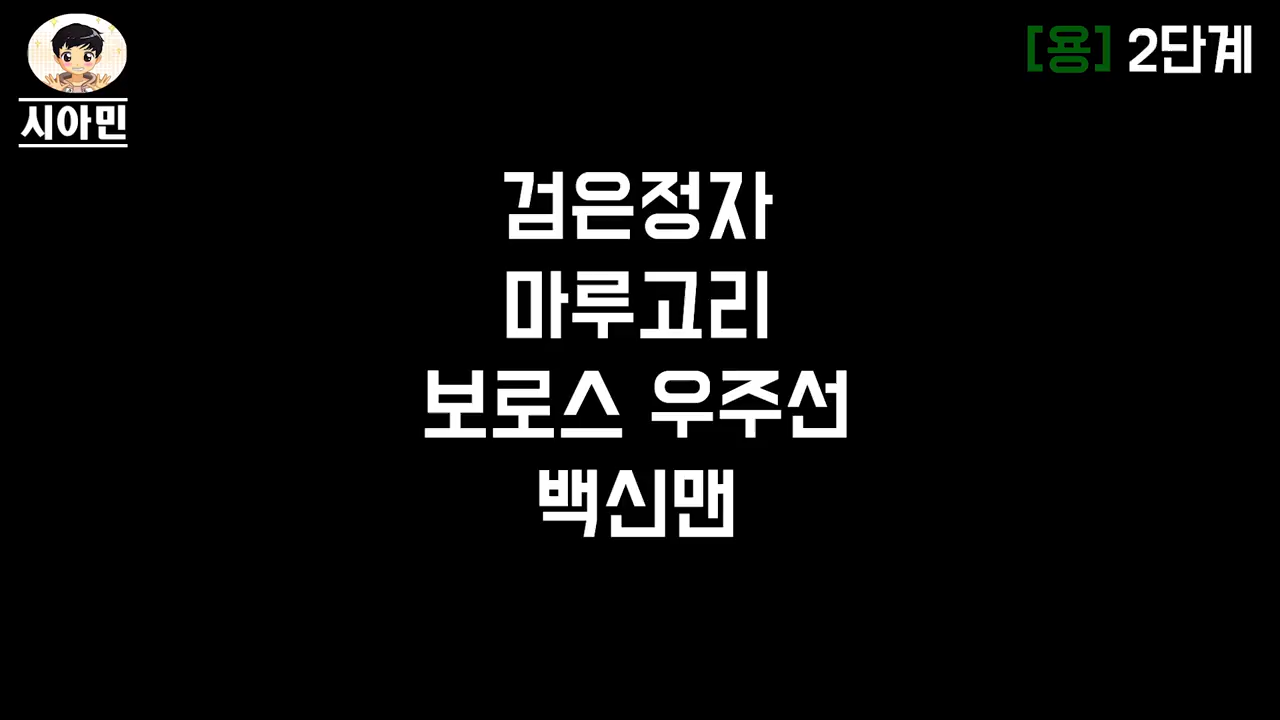 시아민
[용] 2단계
검은정자
마루고리
보로스 우주선
백신맨